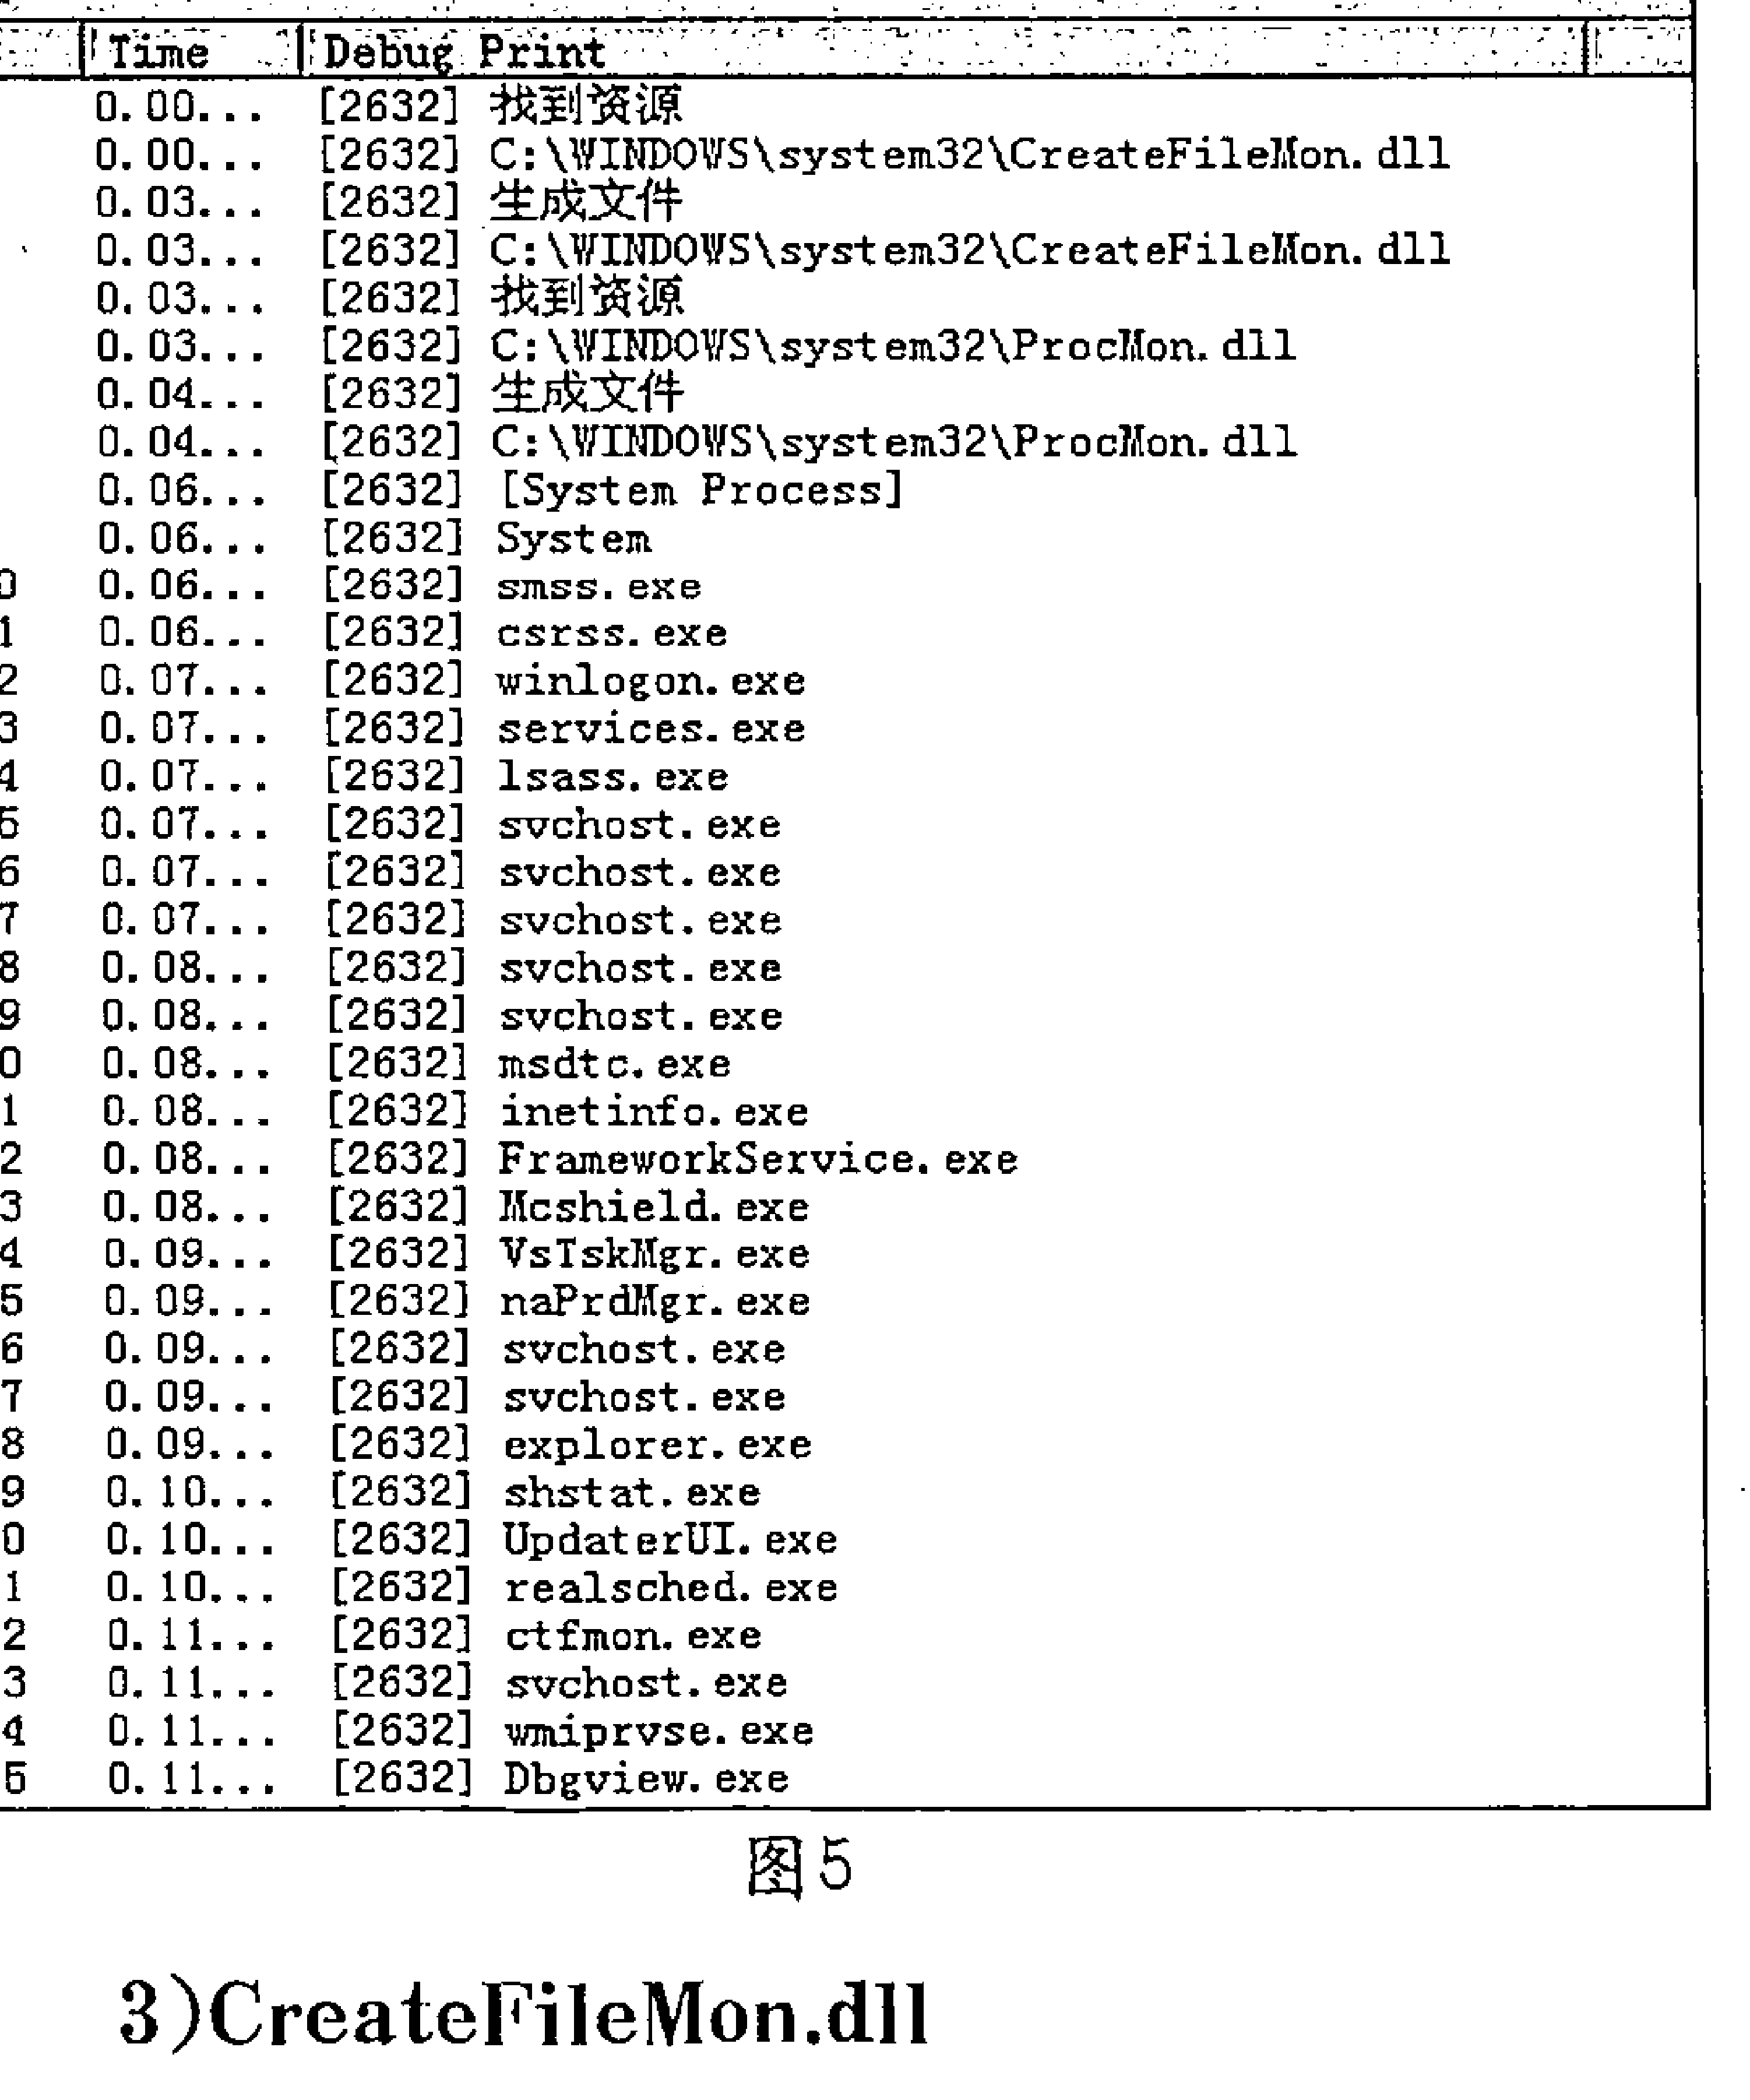 Time Debug Print
0.00... [2632] 找到资源
0.00... [2632] C:\WINDOWS\system32\CreateFileMon.dll
0.03... [2632] 生成文件
0.03... [2632] C:\WINDOWS\system32\CreateFileMon.dll
0.03... [2632] 找到资源
0.03... [2632] C:\WINDOWS\system32\ProcMon.dll
0.04... [2632] 生成文件
0.04... [2632] C:\WINDOWS\system32\ProcMon.dll
0.06... [2632] [System Process]
0.06... [2632] System
0 0.06... [2632] smss.exe
1 0.06... [2632] csrss.exe
2 0.07... [2632] winlogon.exe
3 0.07... [2632] services.exe
4 0.07... [2632] lsass.exe
5 0.07... [2632] svchost.exe
6 0.07... [2632] svchost.exe
7 0.07... [2632] svchost.exe
8 0.08... [2632] svchost.exe
9 0.08... [2632] svchost.exe
0 0.08... [2632] msdtc.exe
1 0.08... [2632] inetinfo.exe
2 0.08... [2632] FrameworkService.exe
3 0.08... [2632] Mcshield.exe
4 0.09... [2632] VsTskMgr.exe
5 0.09... [2632] naPrdMgr.exe
6 0.09... [2632] svchost.exe
7 0.09... [2632] svchost.exe
8 0.09... [2632] explorer.exe
9 0.10... [2632] shstat.exe
0 0.10... [2632] UpdaterUI.exe
1 0.10... [2632] realsched.exe
2 0.11... [2632] ctfmon.exe
3 0.11... [2632] svchost.exe
4 0.11... [2632] wmiprvse.exe
5 0.11... [2632] Dbgview.exe
图5
3)CreateFileMon.dll